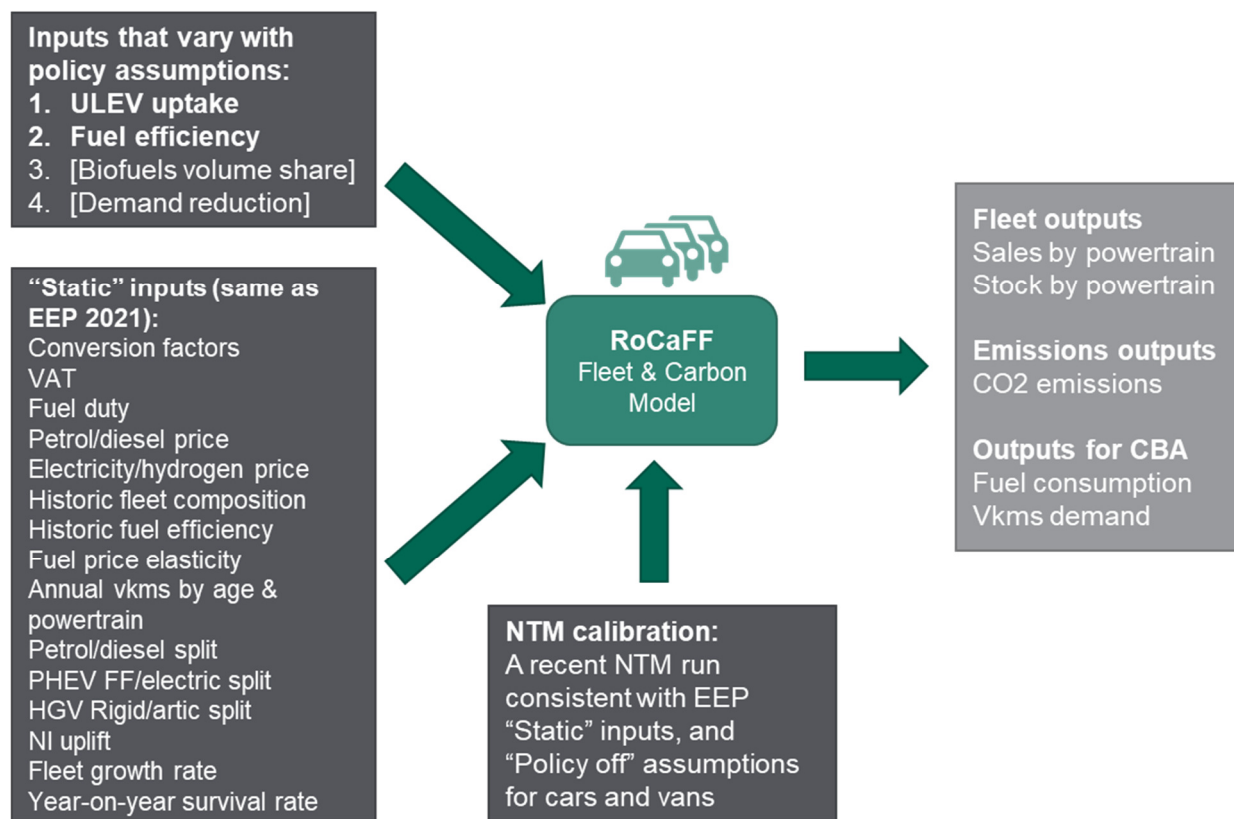 Inputs that vary with
policy assumptions:
1. ULEV uptake
2. Fuel efficiency
3. [Biofuels volume share]
4. [Demand reduction]
“Static” inputs (same as
EEP 2021):
Conversion factors
VAT
Fuel duty
Petrol/diesel price
Electricity/hydrogen price
Historic fleet composition
Historic fuel efficiency
Fuel price elasticity
Annual vkms by age &
powertrain
Petrol/diesel split
PHEV FF/electric split
HGV Rigid/artic split
NI uplift
Fleet growth rate
Year-on-year survival rate
RoCaFF
Fleet & Carbon
Model
NTM calibration:
A recent NTM run
consistent with EEP
“Static” inputs, and
“Policy off” assumptions
for cars and vans
Fleet outputs
Sales by powertrain
Stock by powertrain
Emissions outputs
CO2 emissions
Outputs for CBA
Fuel consumption
Vkms demand